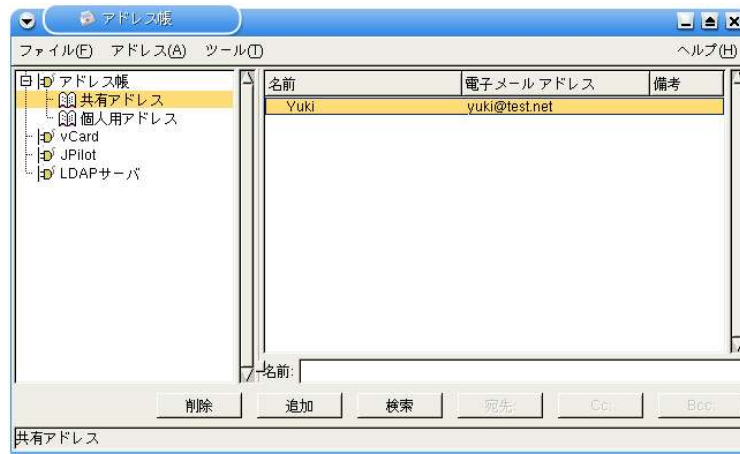 アドレス帳
ファイル(F) アドレス(A) ツール(T) ヘルプ(H)
アドレス帳
共有アドレス
個人用アドレス
vCard
JPilot
LDAPサーバ
名前 電子メール アドレス 備考
Yuki yuki@test.net
名前:
削除 追加 検索 宛先: Cc: Bcc:
共有アドレス